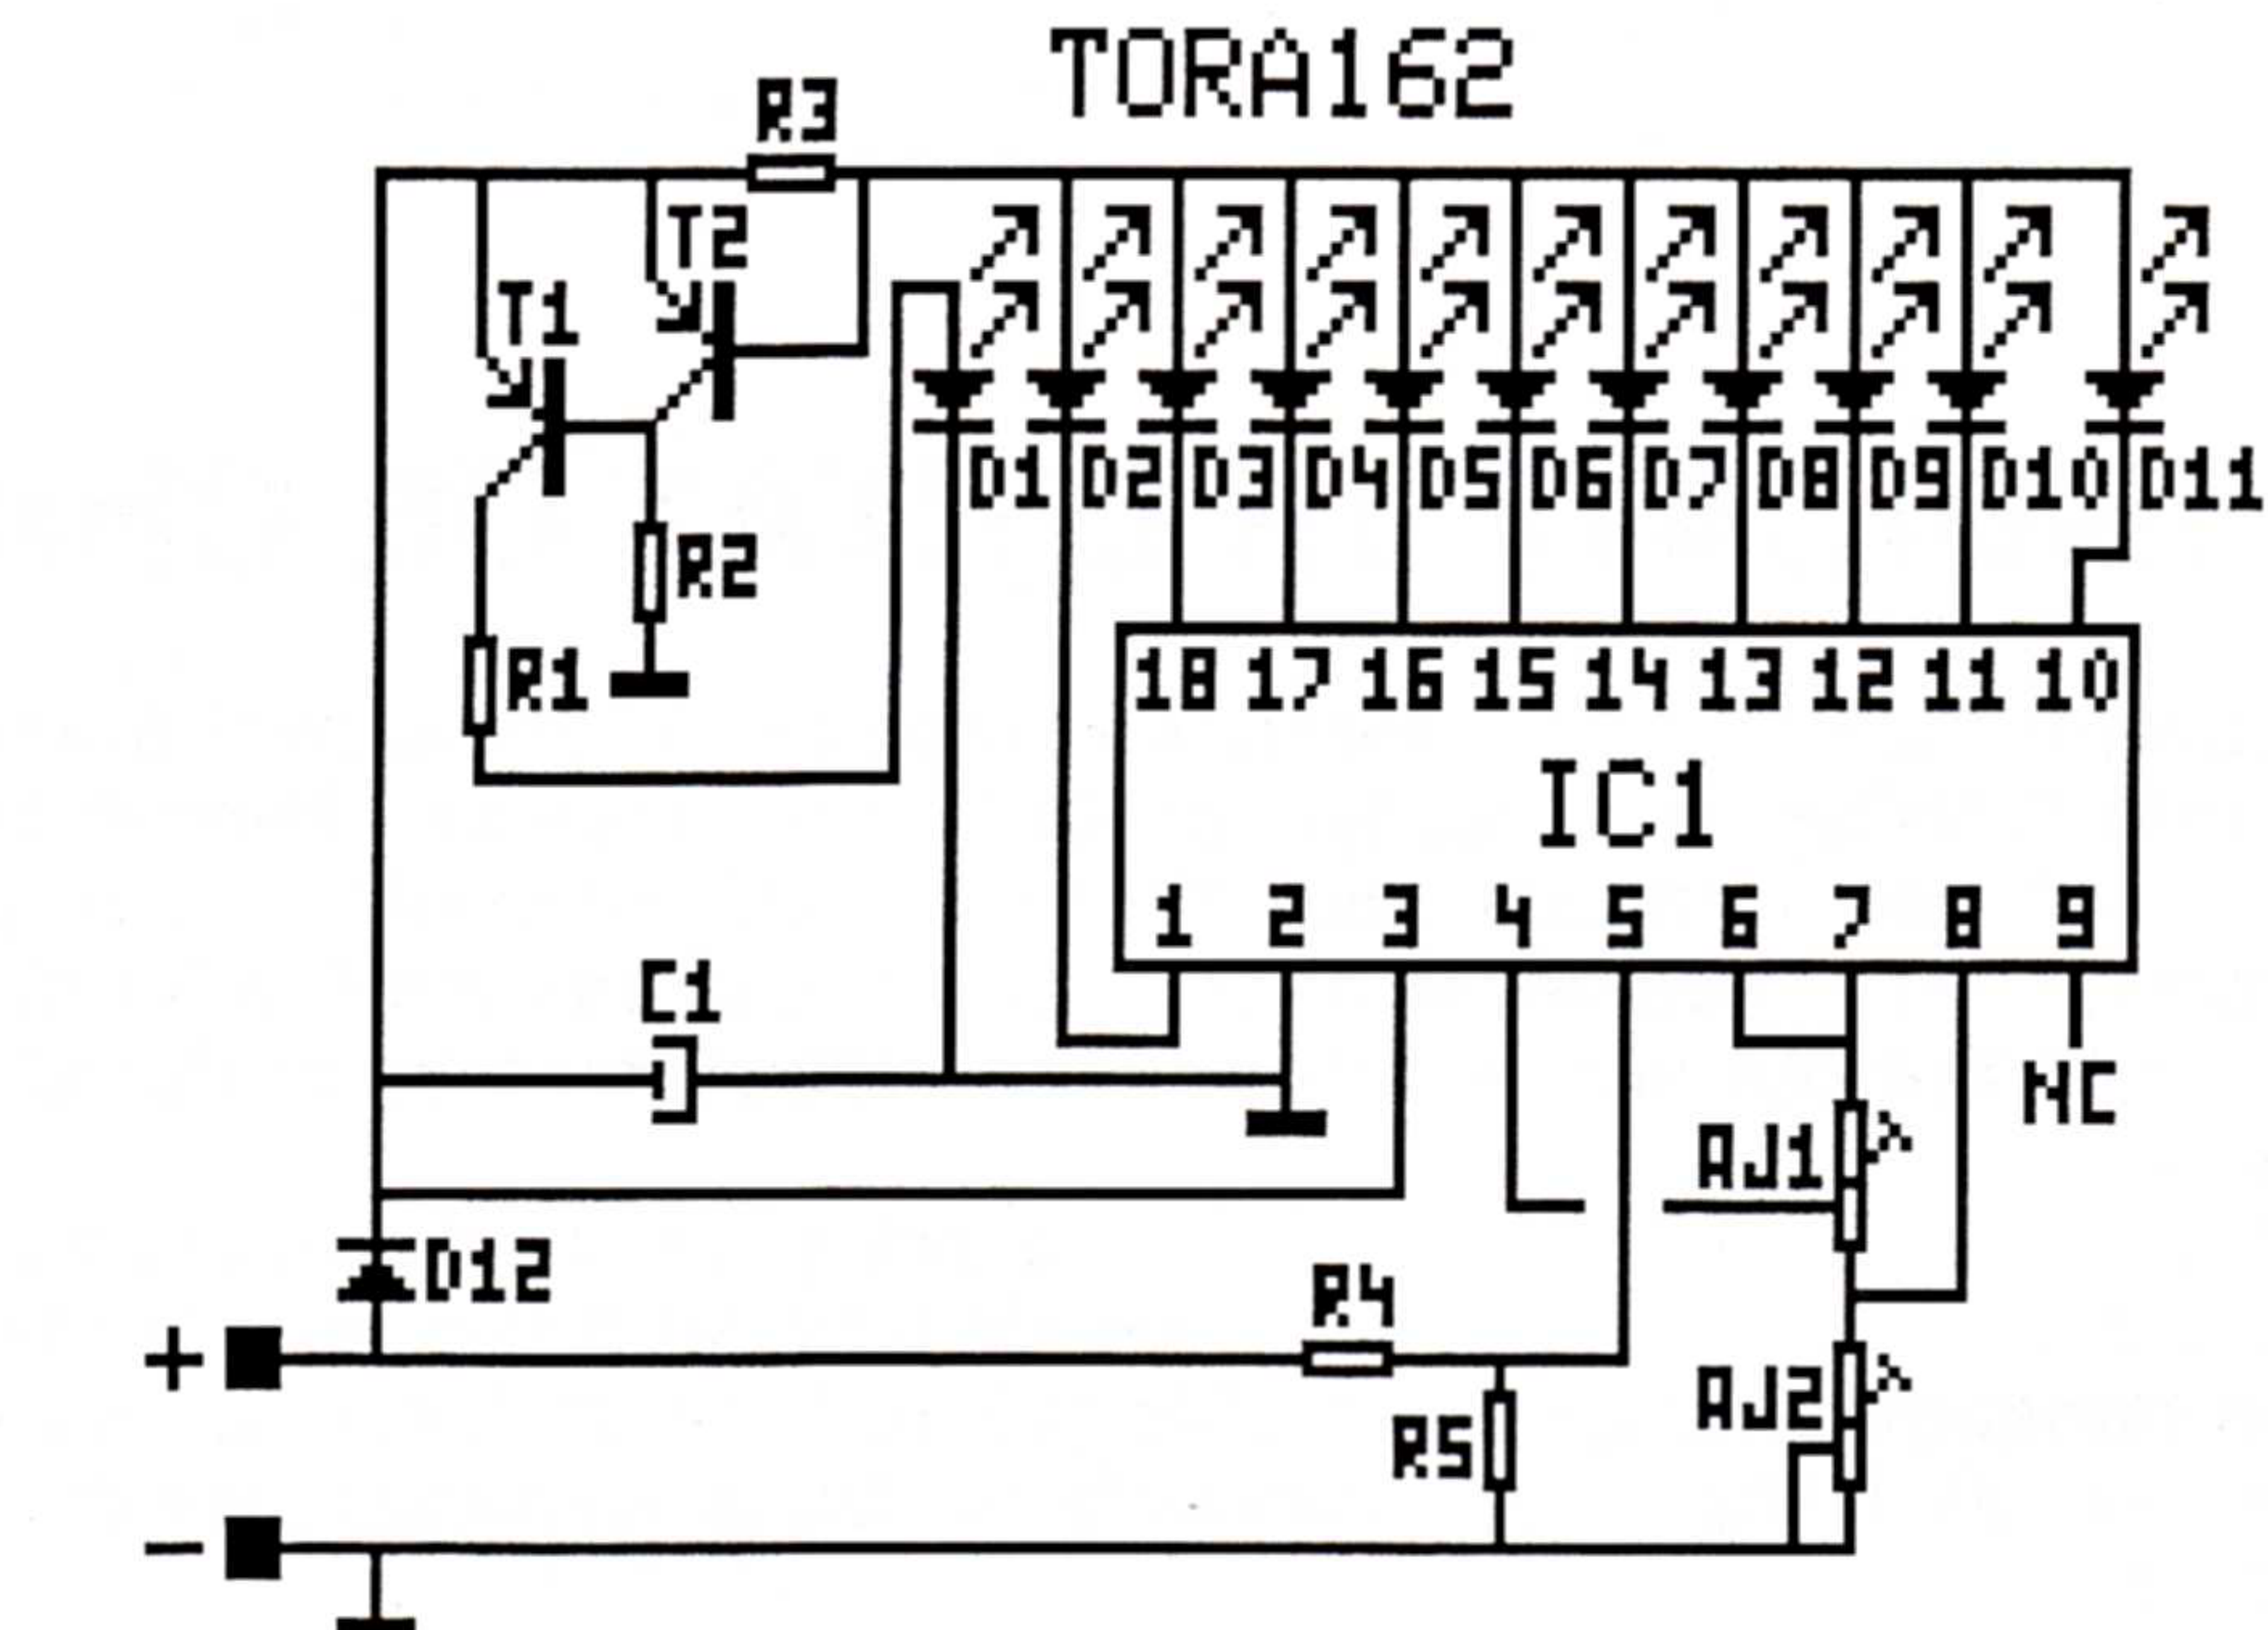 TORA162
R3
T2
T1
D1 D2 D3 D4 D5 D6 D7 D8 D9 D10 D11
R2
R1
18 17 16 15 14 13 12 11 10
IC1
1 2 3 4 5 6 7 8 9
C1
NC
AJ1
D12
R4
+
AJ2
R5
-